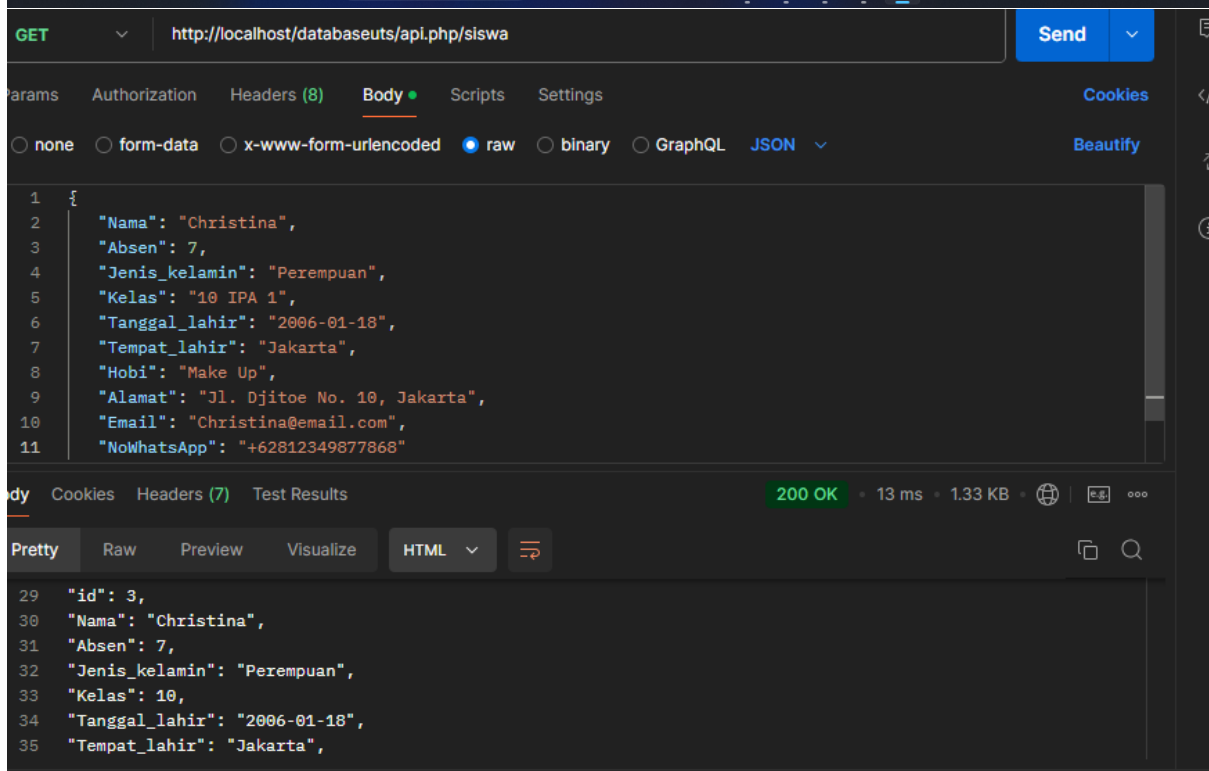 GET http://localhost/databaseuts/api.php/siswa Send
Params Authorization Headers (8) Body Scripts Settings Cookies
none form-data x-www-form-urlencoded raw binary GraphQL JSON Beautify
1 {
2 "Nama": "Christina",
3 "Absen": 7,
4 "Jenis_kelamin": "Perempuan",
5 "Kelas": "10 IPA 1",
6 "Tanggal_lahir": "2006-01-18",
7 "Tempat_lahir": "Jakarta",
8 "Hobi": "Make Up",
9 "Alamat": "Jl. Djitoe No. 10, Jakarta",
10 "Email": "Christina@email.com",
11 "NoWhatsApp": "+62812349877868"
ody Cookies Headers (7) Test Results 200 OK • 13 ms • 1.33 KB • e.g.
Pretty Raw Preview Visualize HTML
29 "id": 3,
30 "Nama": "Christina",
31 "Absen": 7,
32 "Jenis_kelamin": "Perempuan",
33 "Kelas": 10,
34 "Tanggal_lahir": "2006-01-18",
35 "Tempat_lahir": "Jakarta",